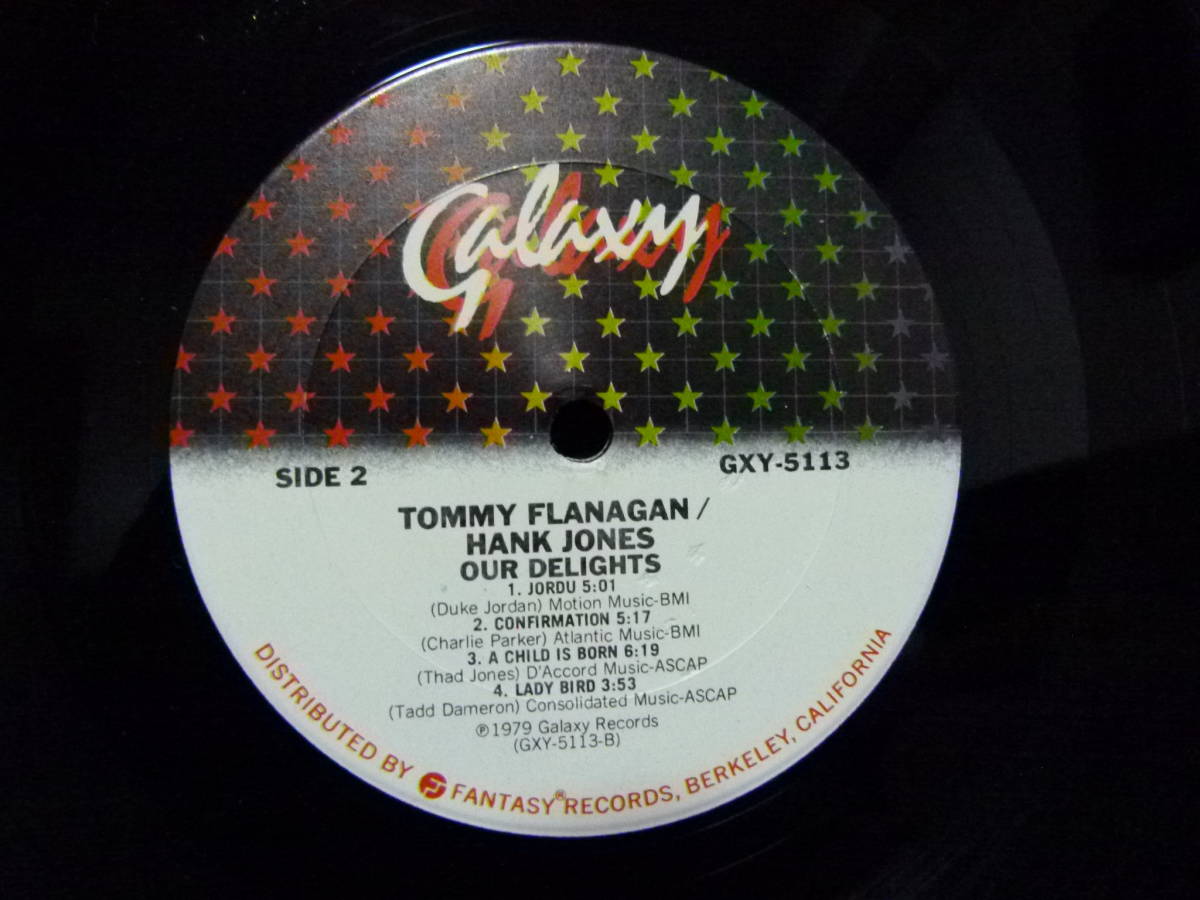 Galaxy
SIDE 2
GXY-5113
TOMMY FLANAGAN /
HANK JONES
OUR DELIGHTS
1. JORDU 5:01
(Duke Jordan) Motion Music-BMI
2. CONFIRMATION 5:17
(Charlie Parker) Atlantic Music-BMI
3. A CHILD IS BORN 6:19
(Thad Jones) D'Accord Music-ASCAP
4. LADY BIRD 3:53
(Tadd Dameron) Consolidated Music-ASCAP
℗1979 Galaxy Records
(GXY-5113-B)
DISTRIBUTED BY FANTASY® RECORDS, BERKELEY, CALIFORNIA